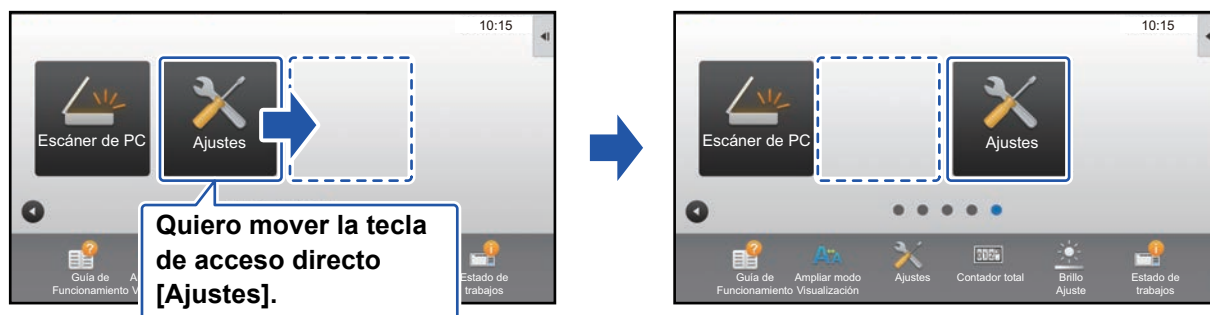 10:15
Escáner de PC
Ajustes
Quiero mover la tecla
de acceso directo
[Ajustes].
Guía de
Funcionamiento
Estado de
trabajos
10:15
Escáner de PC
Ajustes
Guía de
Funcionamiento
Ampliar modo
Visualización
Ajustes
Contador total
Brillo
Ajuste
Estado de
trabajos